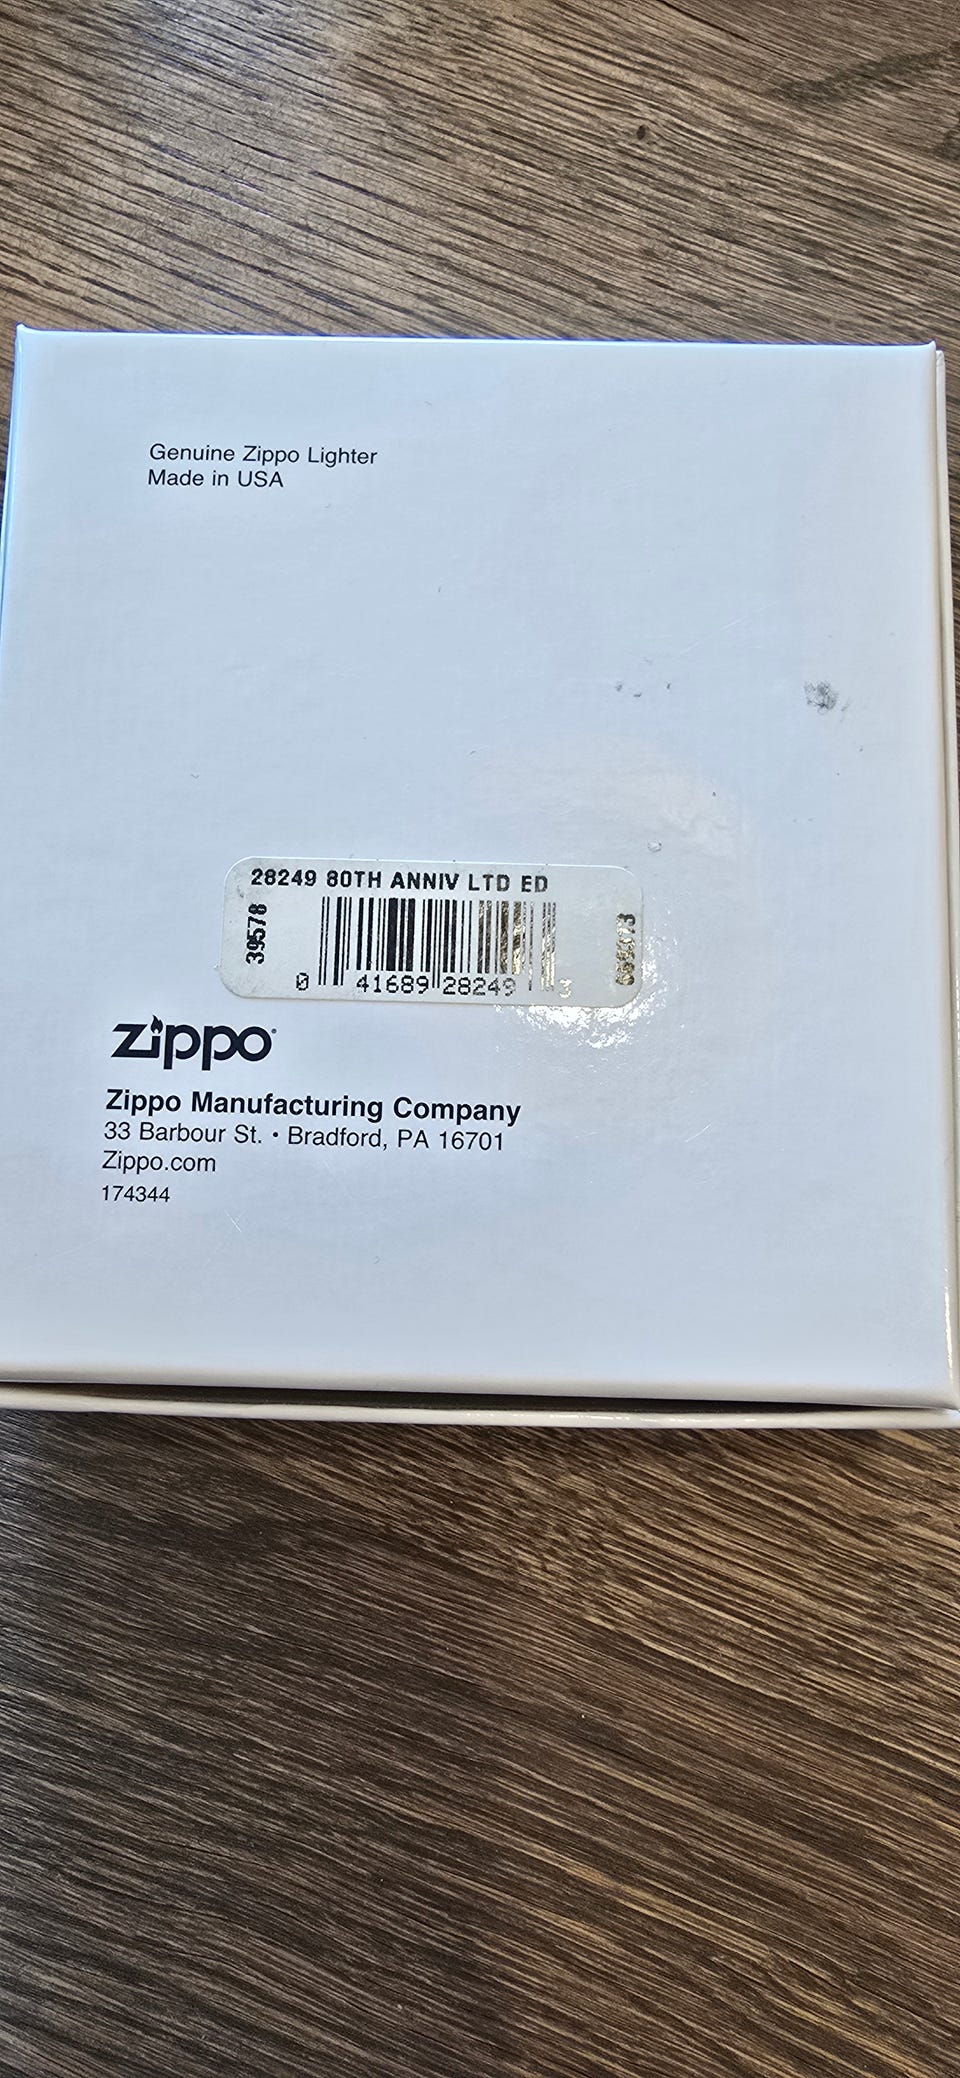 Genuine Zippo Lighter
Made in USA
28249 80TH ANNIV LTD ED
39578
0 41689 28249 3
zippo
Zippo Manufacturing Company
33 Barbour St. • Bradford, PA 16701
Zippo.com
174344